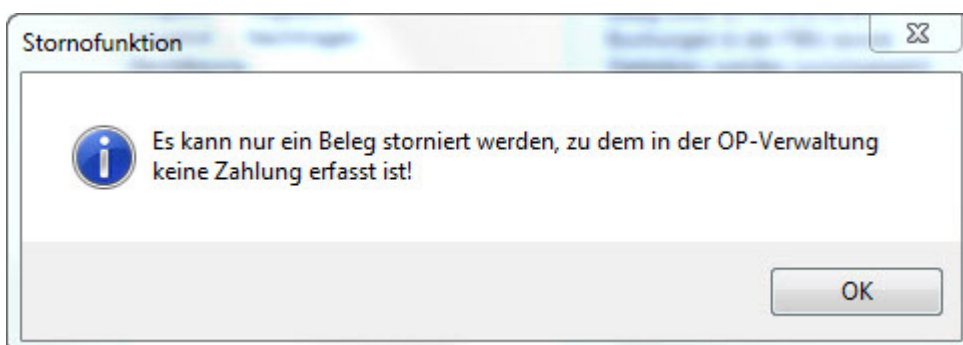 Stornofunktion
Es kann nur ein Beleg storniert werden, zu dem in der OP-Verwaltung
keine Zahlung erfasst ist!
OK